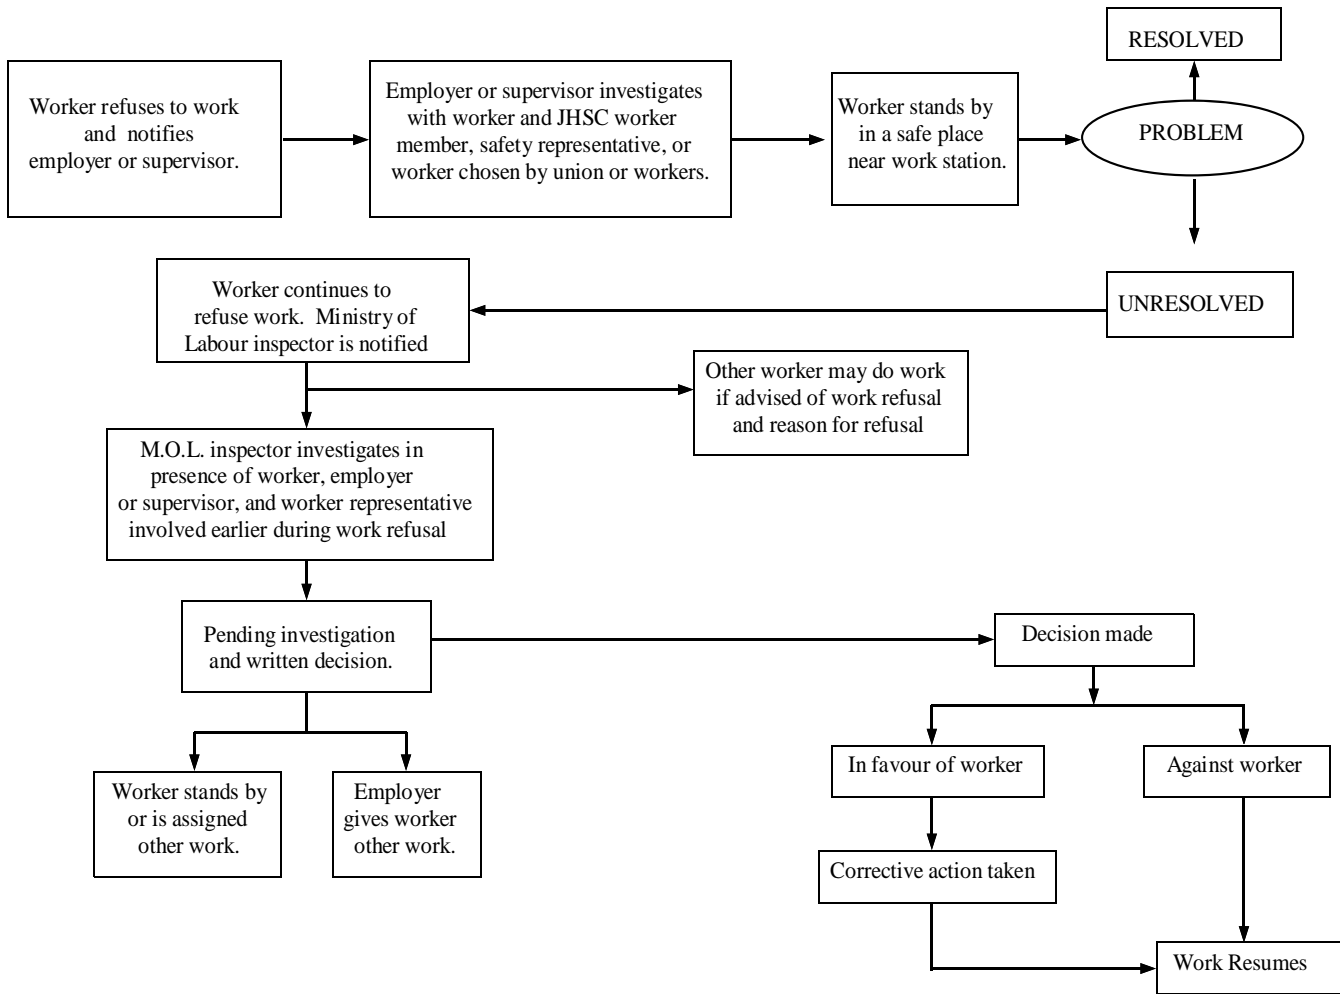 Worker refuses to work
and notifies
employer or supervisor.
Employer or supervisor investigates
with worker and JHSC worker
member, safety representative, or
worker chosen by union or workers.
Worker stands by
in a safe place
near work station.
RESOLVED
PROBLEM
UNRESOLVED
Worker continues to
refuse work. Ministry of
Labour inspector is notified
Other worker may do work
if advised of work refusal
and reason for refusal
M.O.L. inspector investigates in
presence of worker, employer
or supervisor, and worker representative
involved earlier during work refusal
Pending investigation
and written decision.
Decision made
Worker stands by
or is assigned
other work.
Employer
gives worker
other work.
In favour of worker
Against worker
Corrective action taken
Work Resumes